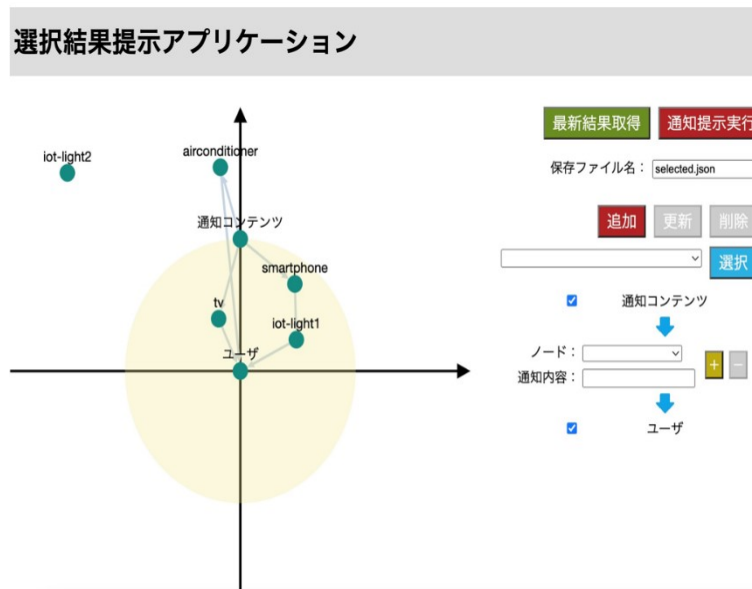 選択結果提示アプリケーション
最新結果取得 通知提示実行
iot-light2
airconditioner
保存ファイル名： selected.json
通知コンテンツ
追加 更新 削除
選択
smartphone
tv
iot-light1
通知コンテンツ
ユーザ
ノード：
通知内容：
+ −
ユーザ